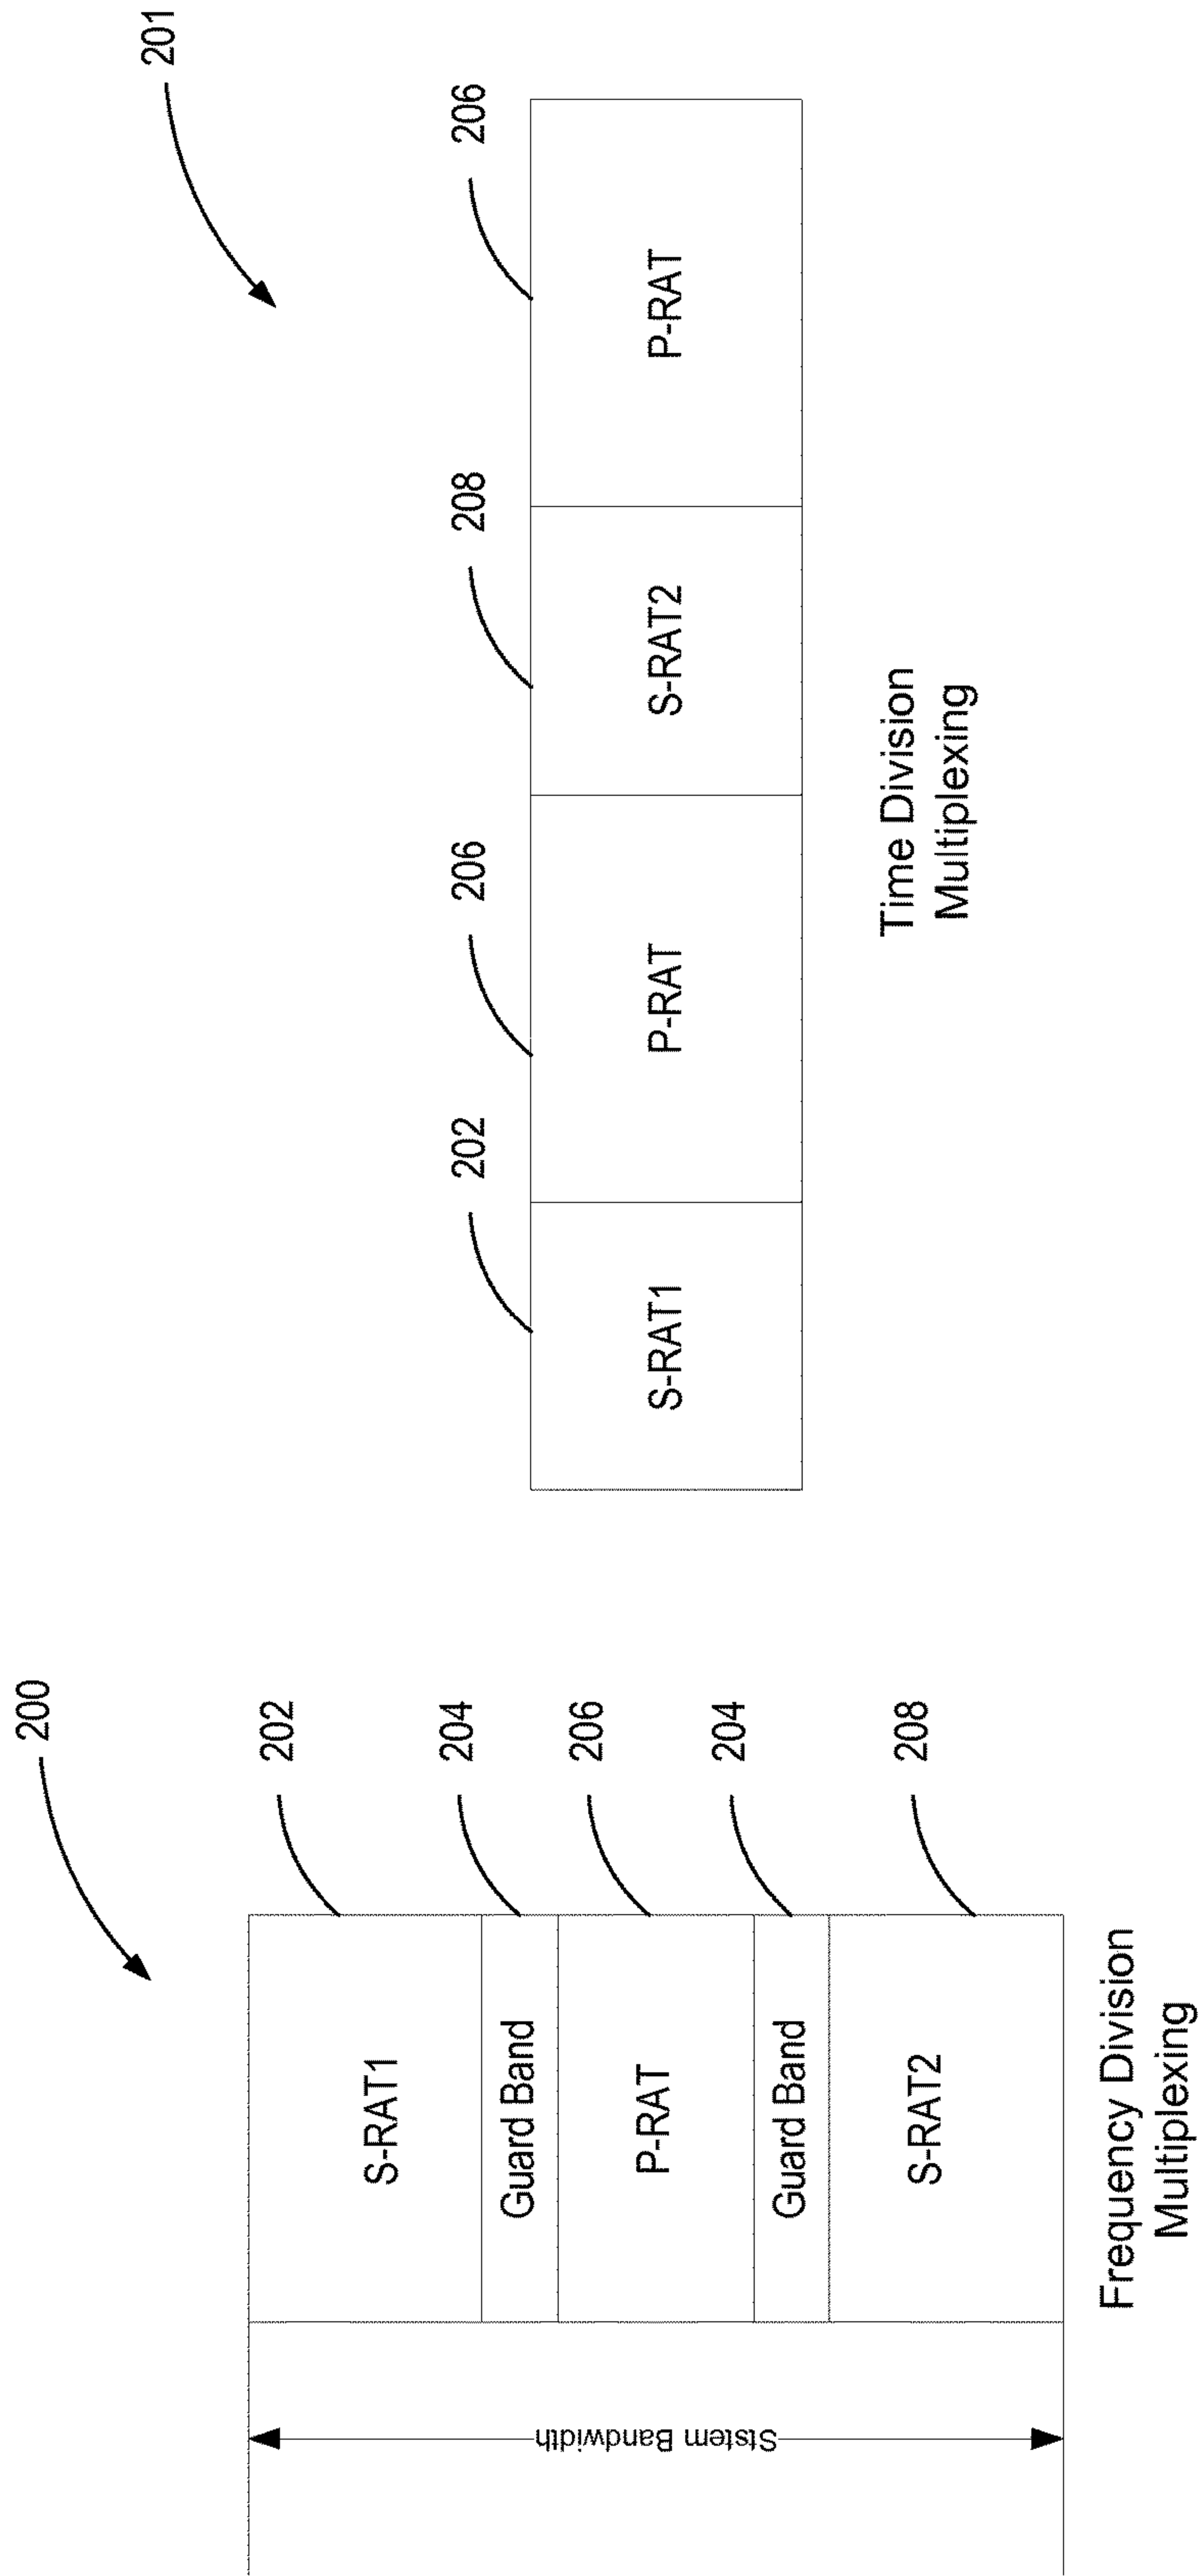 200
202
204
206
204
208
S-RAT1
Guard Band
P-RAT
Guard Band
S-RAT2
Ststem Bandwidth
Frequency Division
Multiplexing
201
202
206
208
206
S-RAT1
P-RAT
S-RAT2
P-RAT
Time Division
Multiplexing